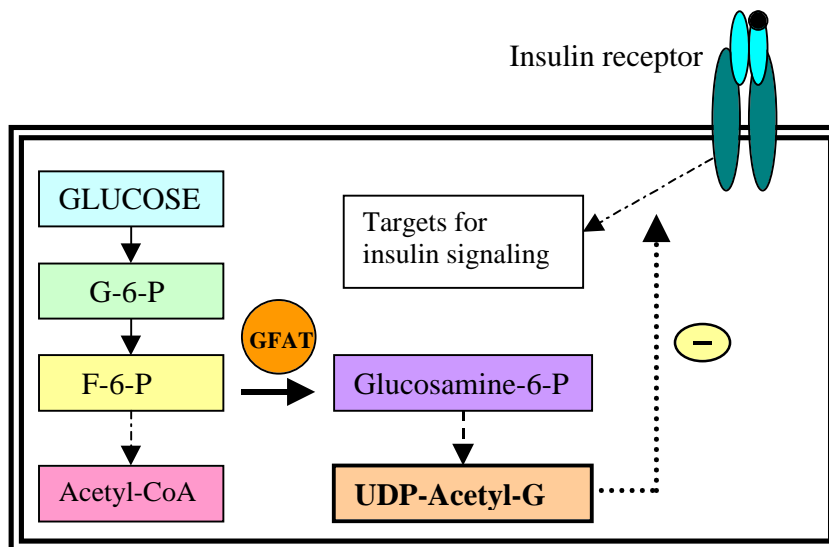 Insulin receptor
GLUCOSE
Targets for
insulin signaling
G-6-P
GFAT
−
F-6-P
Glucosamine-6-P
Acetyl-CoA
UDP-Acetyl-G